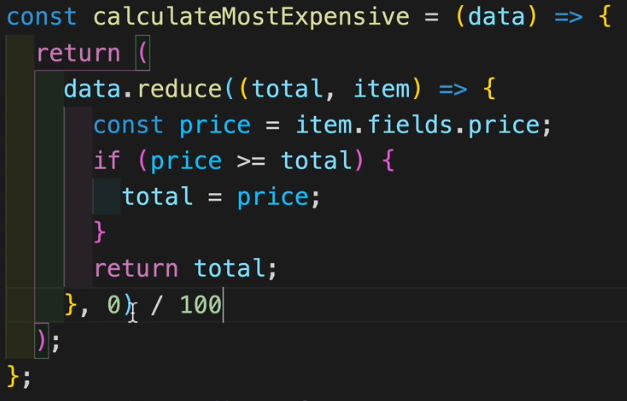 const calculateMostExpensive = (data) => {
return (
data.reduce((total, item) => {
const price = item.fields.price;
if (price >= total) {
total = price;
}
return total;
}, 0) / 100
);
};